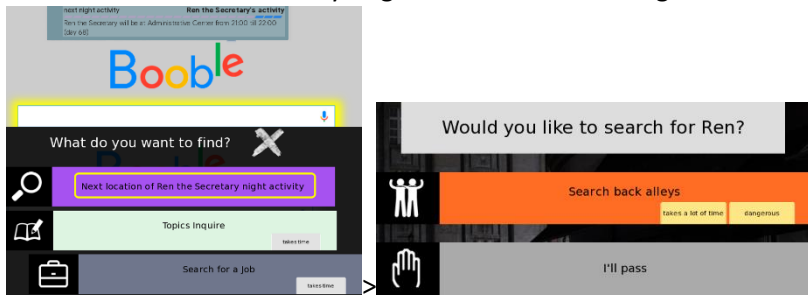 next night activity Ren the Secretary's activity
Ren the Secretary will be at Administrative Center from 21:00 till 22:00
(day 68)
Booble
What do you want to find?
Next location of Ren the Secretary night activity
Topics Inquire
takes time
Search for a Job
takes time
>
Would you like to search for Ren?
Search back alleys
takes a lot of time dangerous
I'll pass